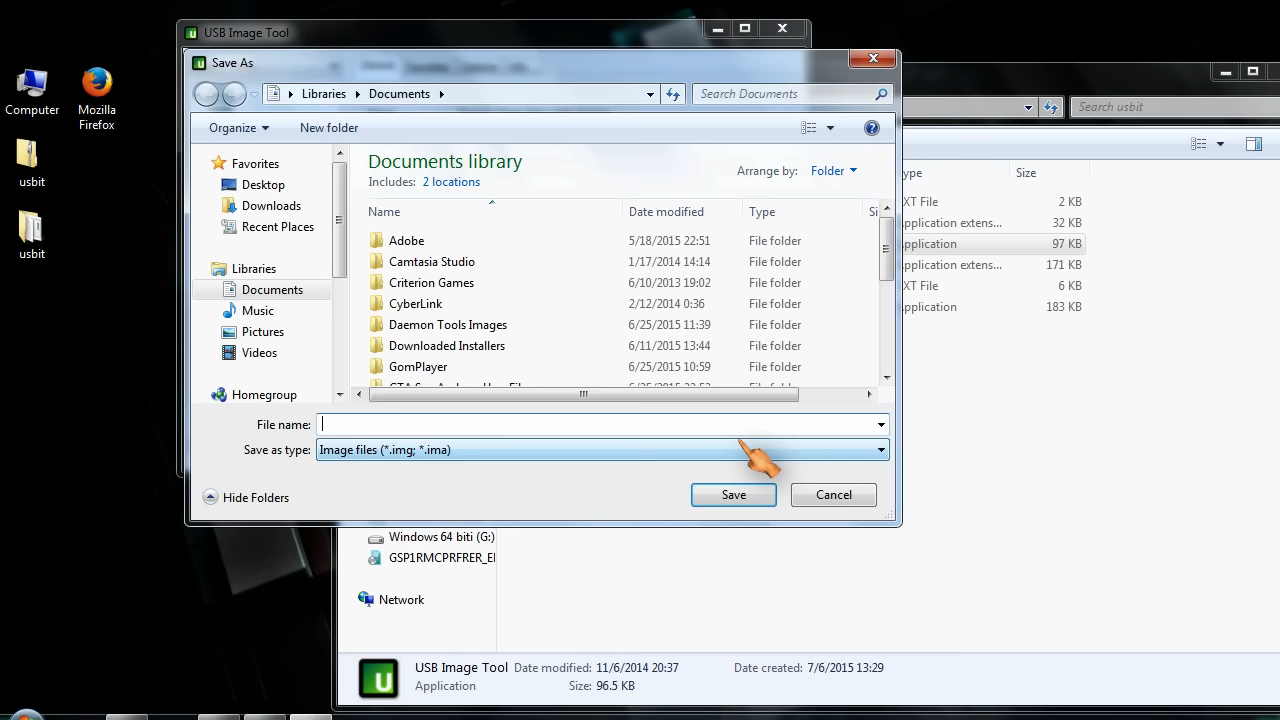 USB Image Tool
Save As
Libraries
Documents
Search Documents
Search usbit
Organize
New folder
Computer
Mozilla
Firefox
usbit
usbit
Favorites
Desktop
Downloads
Recent Places
Libraries
Documents
Music
Pictures
Videos
Homegroup
Documents library
Includes: 2 locations
Arrange by: Folder
Name Date modified Type Si
Adobe 5/18/2015 22:51 File folder
Camtasia Studio 1/17/2014 14:14 File folder
Criterion Games 6/10/2013 19:02 File folder
CyberLink 2/12/2014 0:36 File folder
Daemon Tools Images 6/25/2015 11:39 File folder
Downloaded Installers 6/11/2015 13:44 File folder
GomPlayer 6/25/2015 10:59 File folder
ype Size
XT File 2 KB
pplication extens... 32 KB
pplication 97 KB
pplication extens... 171 KB
XT File 6 KB
pplication 183 KB
File name:
Save as type: Image files (*.img; *.ima)
Hide Folders
Save
Cancel
Windows 64 biti (G:)
GSP1RMCPRFRER_E
Network
USB Image Tool Date modified: 11/6/2014 20:37 Date created: 7/6/2015 13:29
Application Size: 96.5 KB